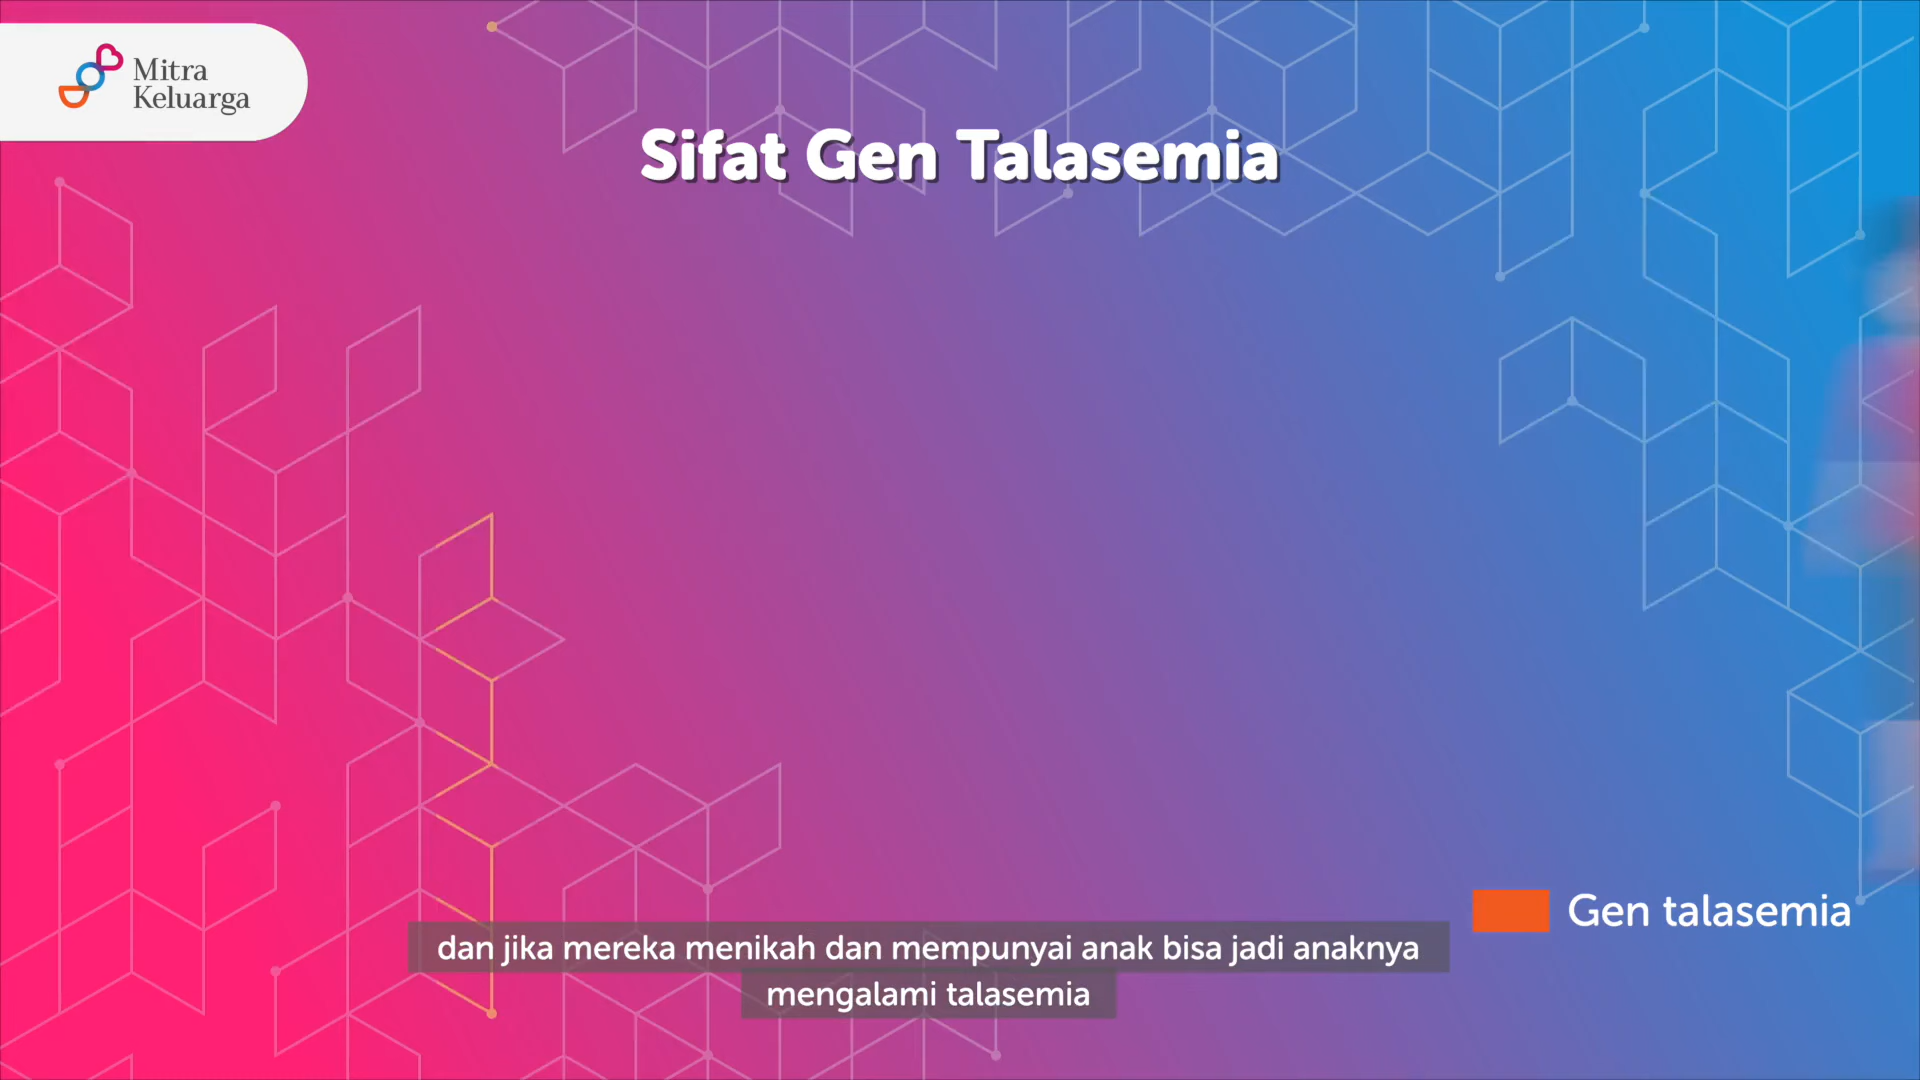 Mitra
Keluarga
Sifat Gen Talasemia
Gen talasemia
dan jika mereka menikah dan mempunyai anak bisa jadi anaknya
mengalami talasemia